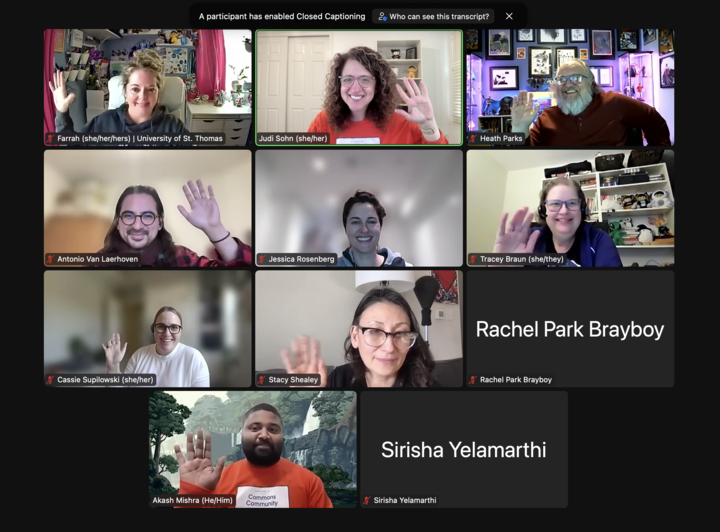 A participant has enabled Closed Captioning
Who can see this transcript?
Farrah (she/her/hers) | University of St. Thomas
Judi Sohn (she/her)
Heath Parks
Antonio Van Laerhoven
Jessica Rosenberg
Tracey Braun (she/they)
Cassie Supilowski (she/her)
Stacy Shealey
Rachel Park Brayboy
Rachel Park Brayboy
Commons
Community
Akash Mishra (He/Him)
Sirisha Yelamarthi
Sirisha Yelamarthi